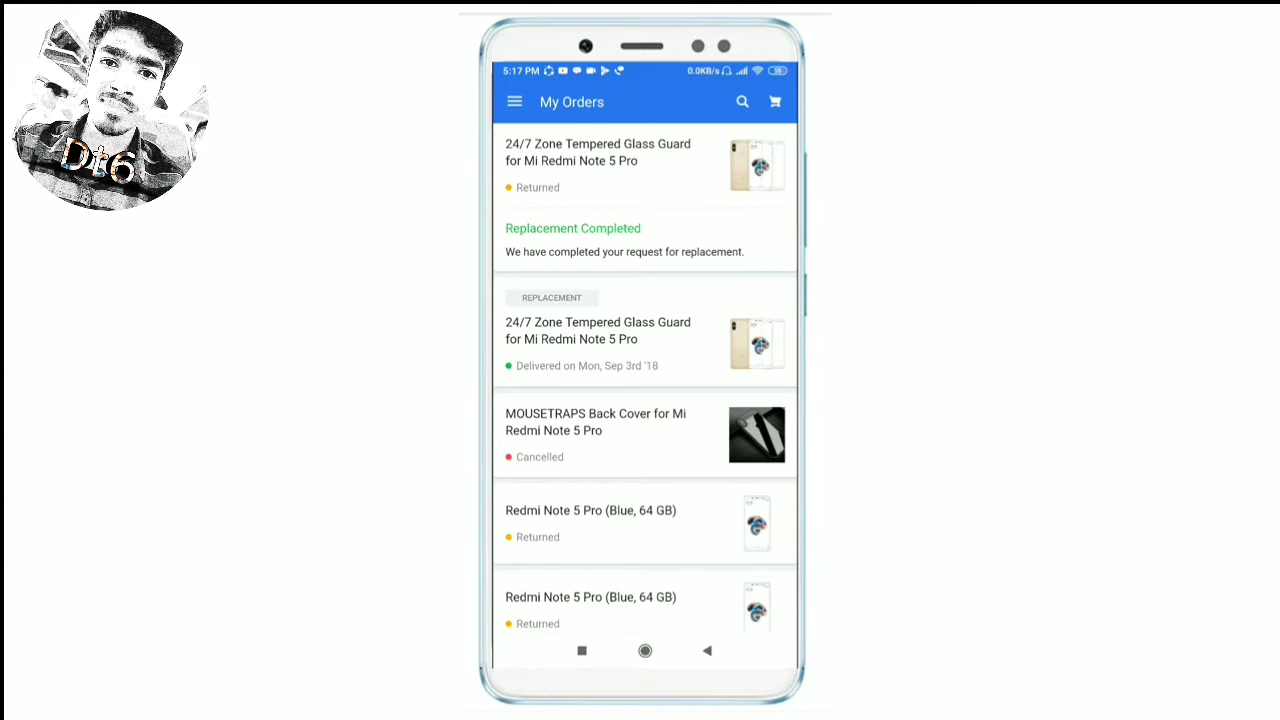 Dt6
5:17 PM 0.0KB/s
My Orders
24/7 Zone Tempered Glass Guard
for Mi Redmi Note 5 Pro
Returned
Replacement Completed
We have completed your request for replacement.
REPLACEMENT
24/7 Zone Tempered Glass Guard
for Mi Redmi Note 5 Pro
Delivered on Mon, Sep 3rd '18
MOUSETRAPS Back Cover for Mi
Redmi Note 5 Pro
Cancelled
Redmi Note 5 Pro (Blue, 64 GB)
Returned
Redmi Note 5 Pro (Blue, 64 GB)
Returned